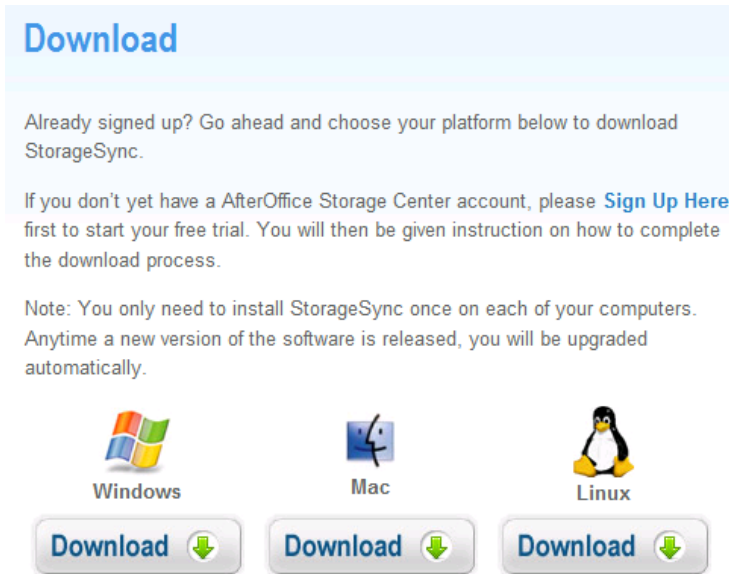 Download
Already signed up? Go ahead and choose your platform below to download
StorageSync.
If you don't yet have a AfterOffice Storage Center account, please Sign Up Here
first to start your free trial. You will then be given instruction on how to complete
the download process.
Note: You only need to install StorageSync once on each of your computers.
Anytime a new version of the software is released, you will be upgraded
automatically.
Windows Mac Linux
Download Download Download